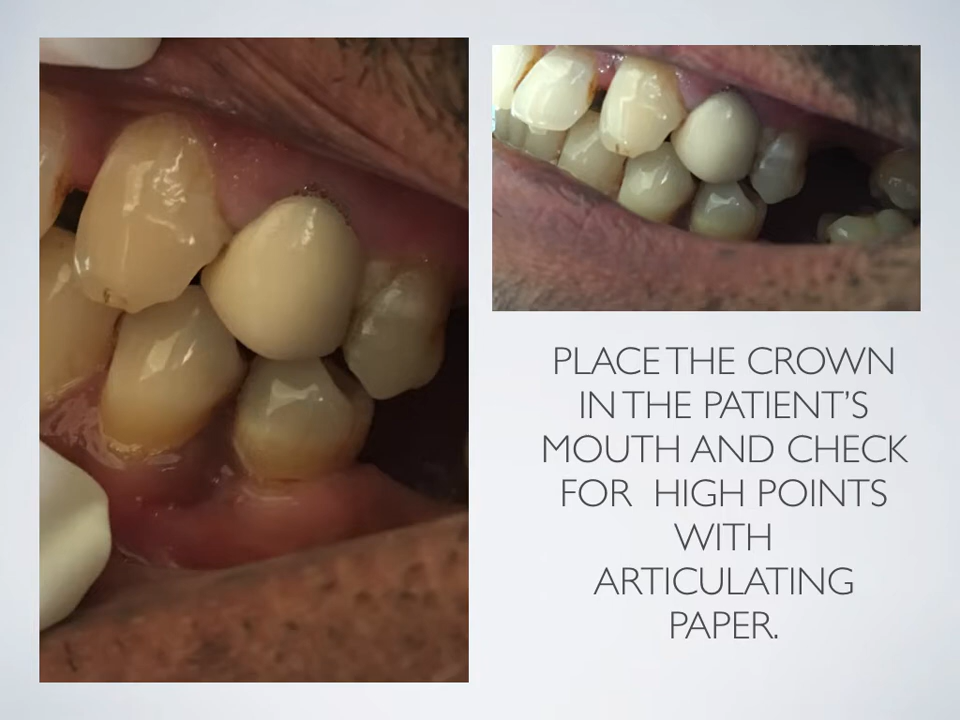 PLACE THE CROWN
IN THE PATIENT'S
MOUTH AND CHECK
FOR HIGH POINTS
WITH
ARTICULATING
PAPER.